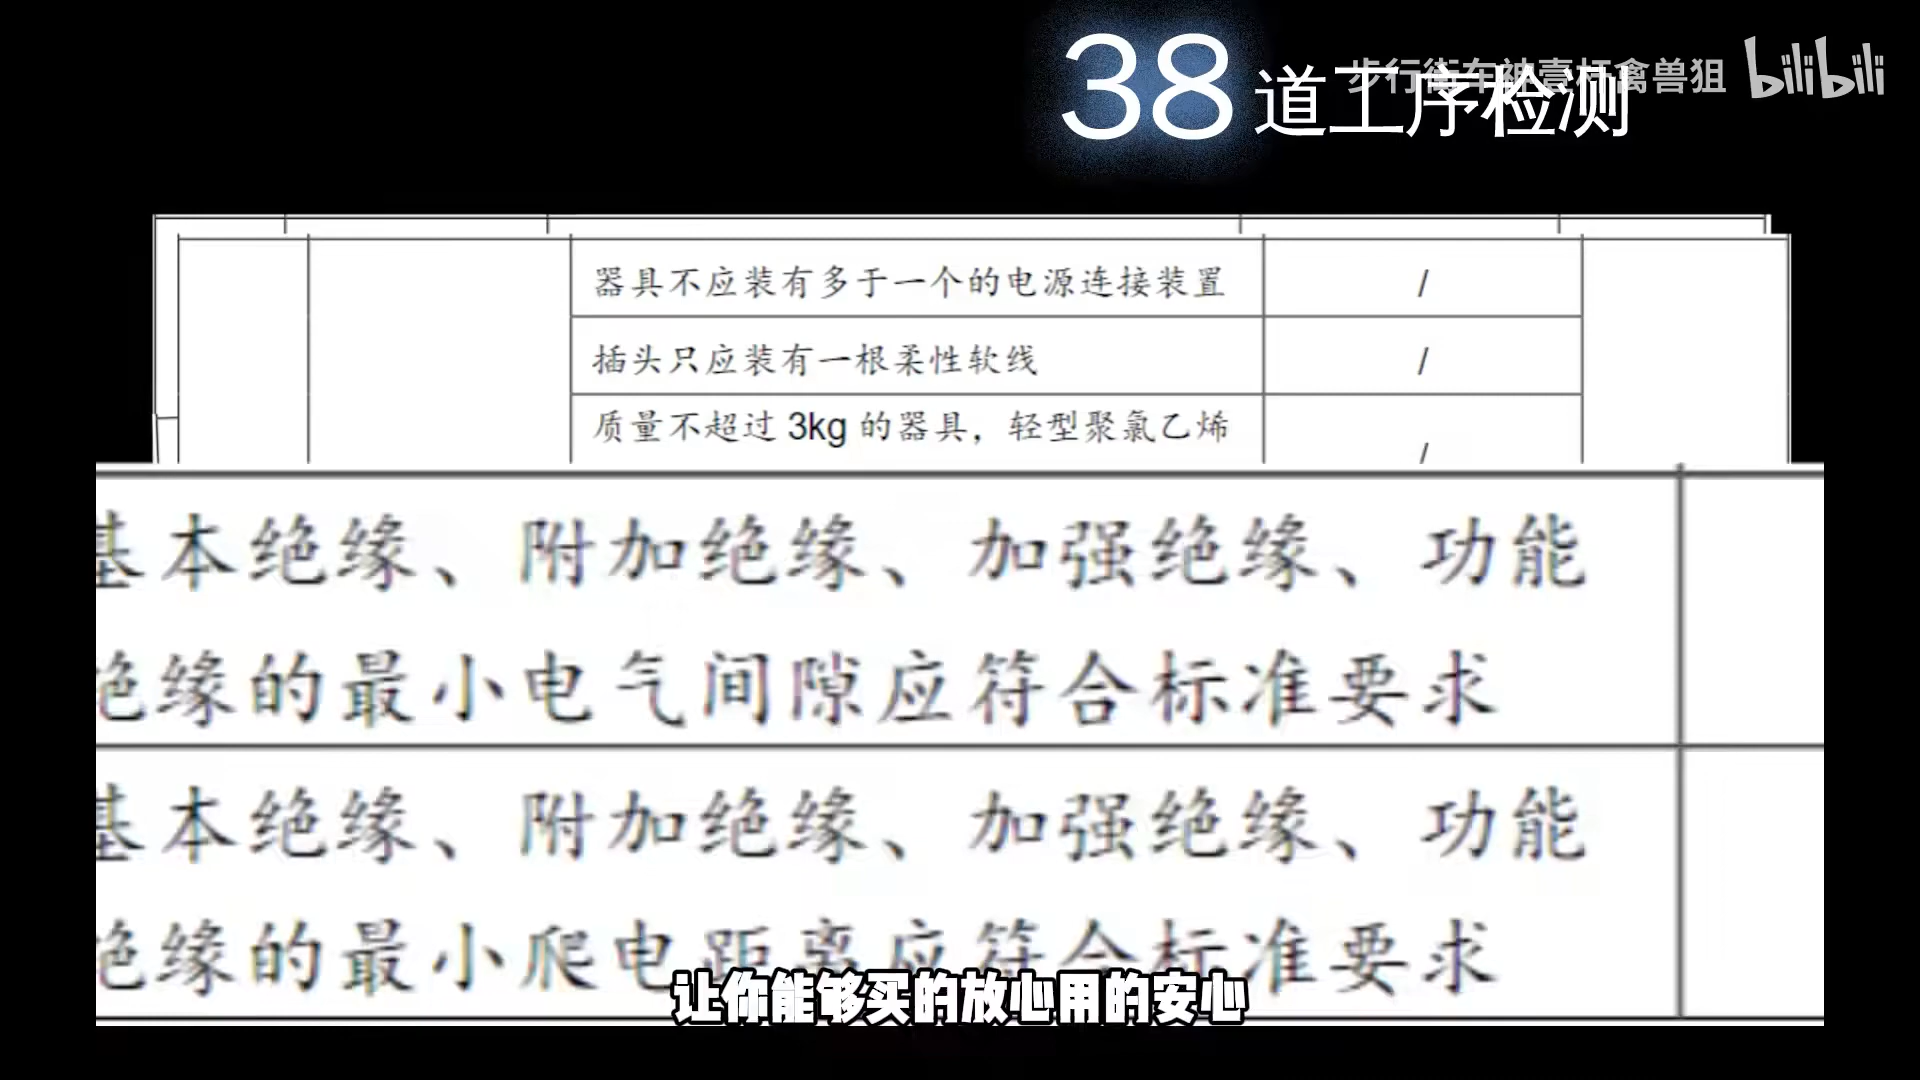 38道工序检测
步行街车神壹杯禽兽狙
bilibili
器具不应装有多于一个的电源连接装置
/
插头只应装有一根柔性软线
/
质量不超过 3kg 的器具，轻型聚氯乙烯
/
基本绝缘、附加绝缘、加强绝缘、功能
绝缘的最小电气间隙应符合标准要求
基本绝缘、附加绝缘、加强绝缘、功能
绝缘的最小爬电距离应符合标准要求
让你能够买的放心用的安心